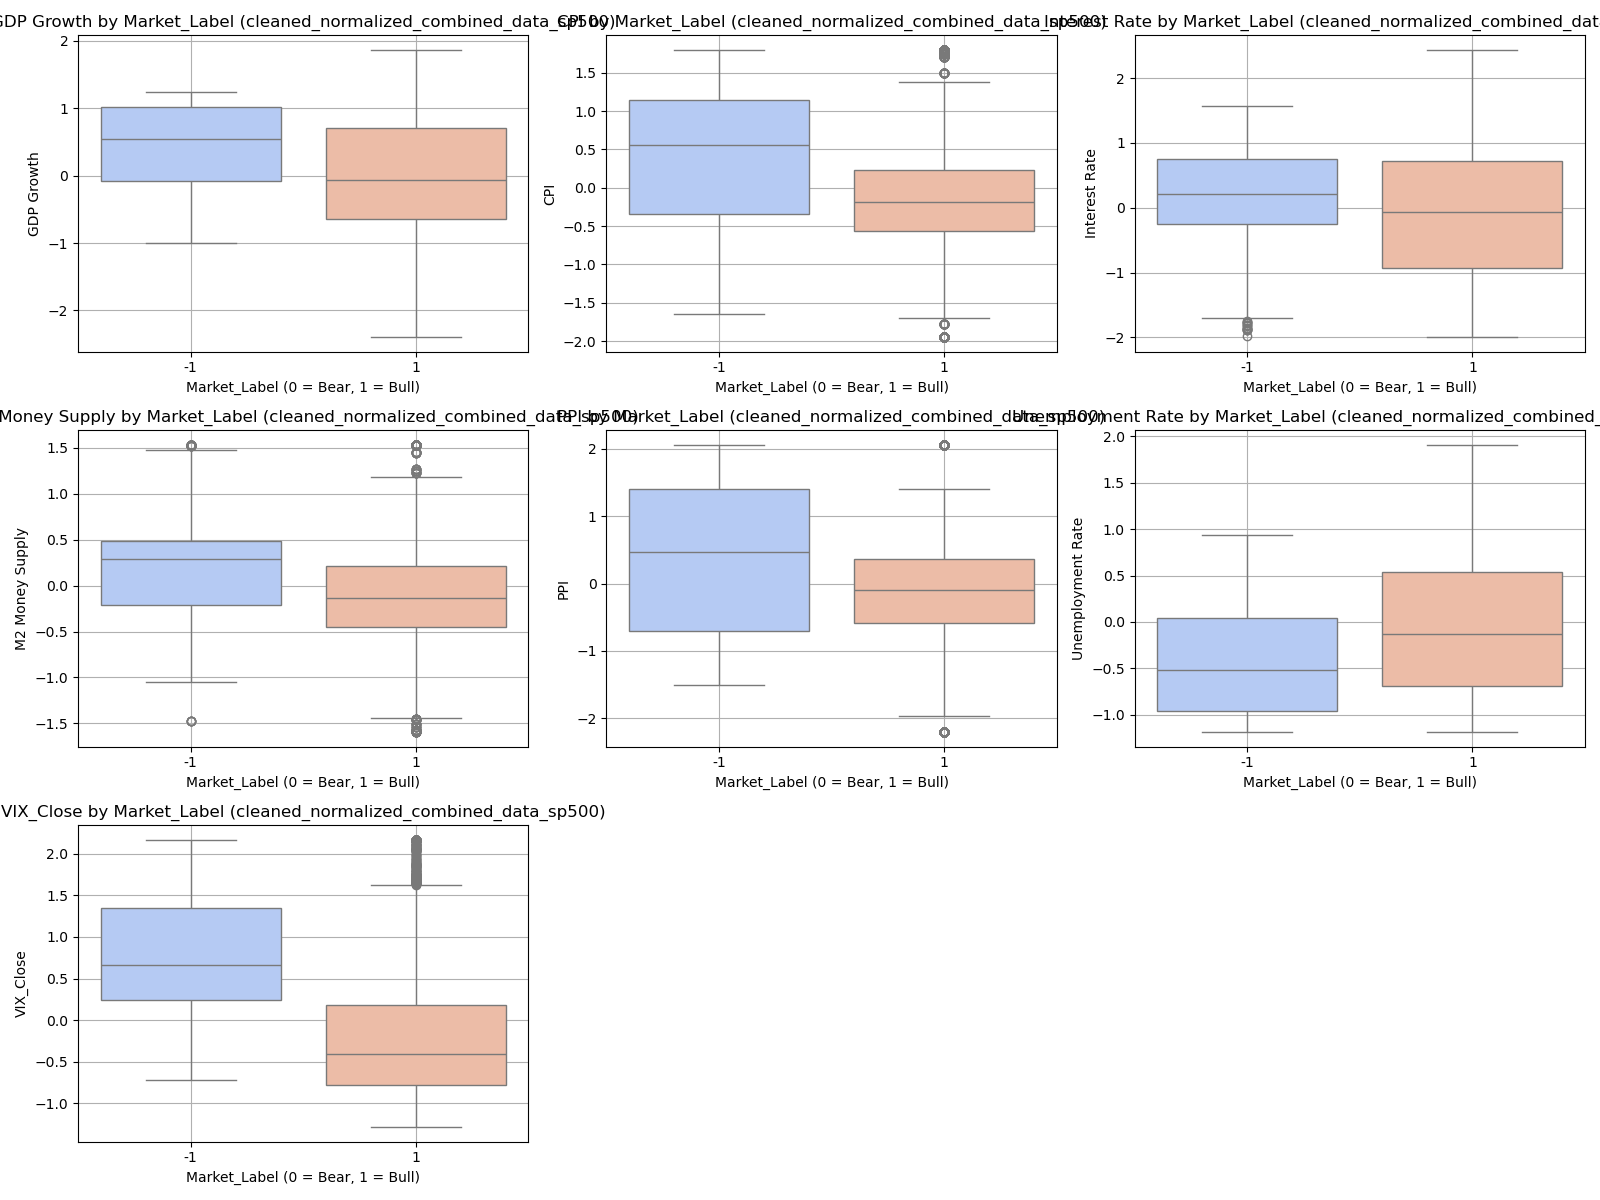 GDP Growth by Market_Label (cleaned_normalized_combined_data_sp500)
2
1
0
−1
−2
GDP Growth
-1
1
Market_Label (0 = Bear, 1 = Bull)
CPI by Market_Label (cleaned_normalized_combined_data_sp500)
1.5
1.0
0.5
0.0
−0.5
−1.0
−1.5
−2.0
CPI
-1
1
Market_Label (0 = Bear, 1 = Bull)
Interest Rate by Market_Label (cleaned_normalized_combined_dat
2
1
0
−1
−2
Interest Rate
-1
1
Market_Label (0 = Bear, 1 = Bull)
Money Supply by Market_Label (cleaned_normalized_combined_data_sp500)
1.5
1.0
0.5
0.0
−0.5
−1.0
−1.5
M2 Money Supply
-1
1
Market_Label (0 = Bear, 1 = Bull)
PPI by Market_Label (cleaned_normalized_combined_data_sp500)
2
1
0
−1
−2
PPI
-1
1
Market_Label (0 = Bear, 1 = Bull)
Unemployment Rate by Market_Label (cleaned_normalized_combined_
2.0
1.5
1.0
0.5
0.0
−0.5
−1.0
Unemployment Rate
-1
1
Market_Label (0 = Bear, 1 = Bull)
VIX_Close by Market_Label (cleaned_normalized_combined_data_sp500)
2.0
1.5
1.0
0.5
0.0
−0.5
−1.0
VIX_Close
-1
1
Market_Label (0 = Bear, 1 = Bull)